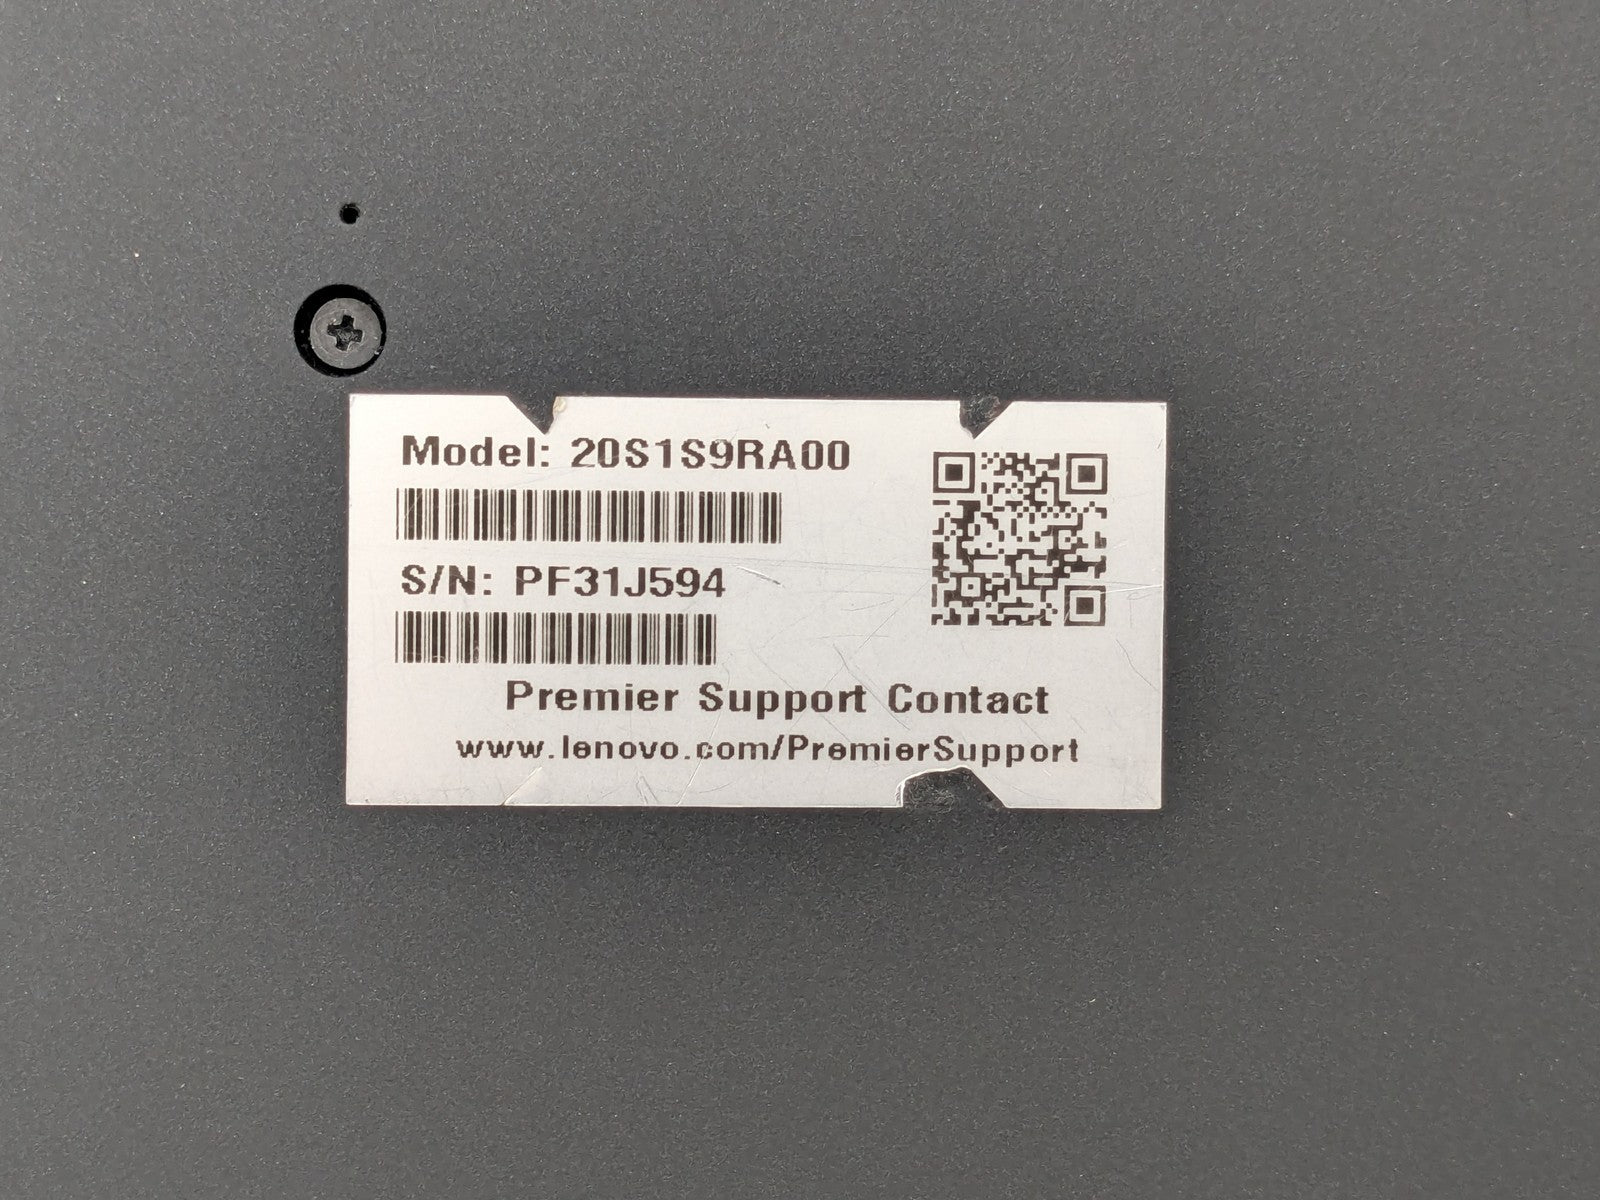 Model: 20S1S9RA00
S/N: PF31J594
Premier Support Contact
www.lenovo.com/PremierSupport